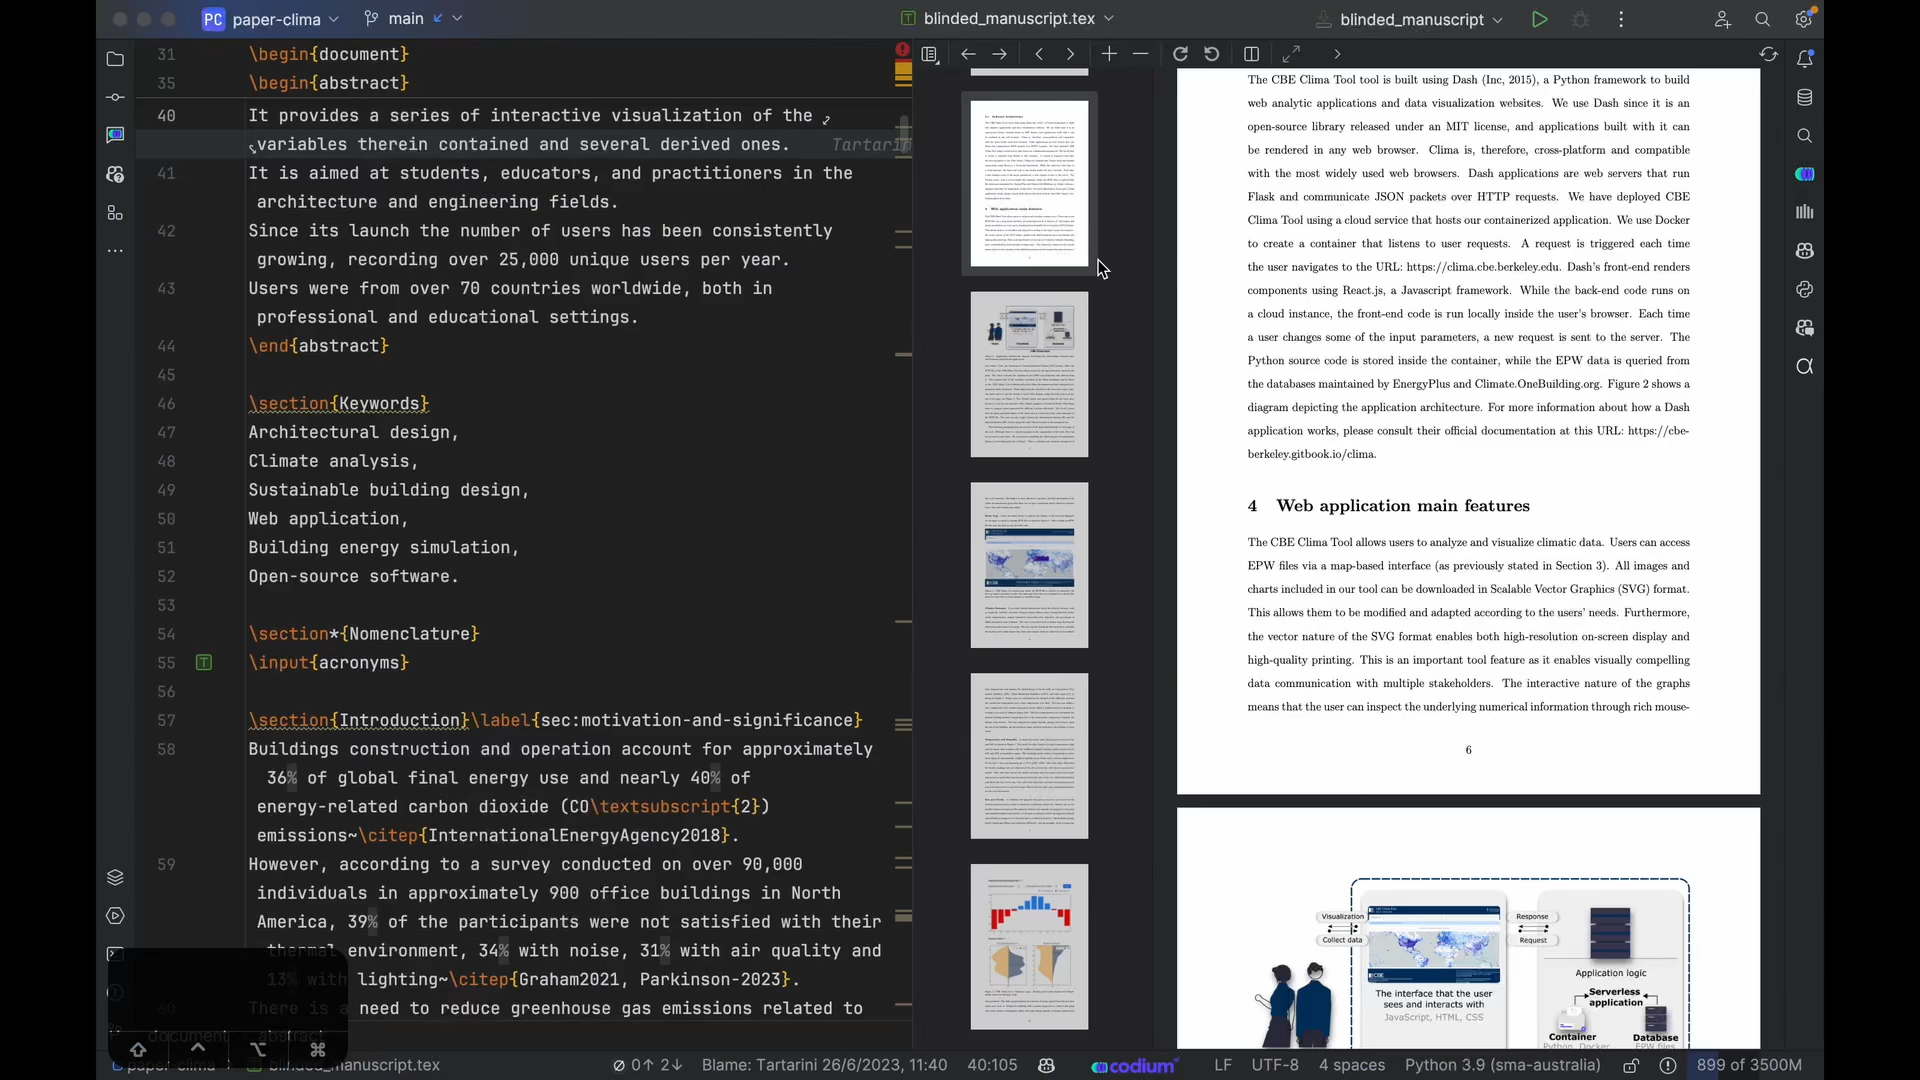 PC paper-clima main
blinded_manuscript.tex
blinded_manuscript
31 \begin{document}
35 \begin{abstract}
40 It provides a series of interactive visualization of the
variables therein contained and several derived ones. Tartarin
41 It is aimed at students, educators, and practitioners in the
architecture and engineering fields.
42 Since its launch the number of users has been consistently
growing, recording over 25,000 unique users per year.
43 Users were from over 70 countries worldwide, both in
professional and educational settings.
44 \end{abstract}
45
46 \section{Keywords}
47 Architectural design,
48 Climate analysis,
49 Sustainable building design,
50 Web application,
51 Building energy simulation,
52 Open-source software.
53
54 \section*{Nomenclature}
55 \input{acronyms}
56
57 \section{Introduction}\label{sec:motivation-and-significance}
58 Buildings construction and operation account for approximately
36% of global final energy use and nearly 40% of
energy-related carbon dioxide (CO\textsubscript{2})
emissions~\citep{InternationalEnergyAgency2018}.
59 However, according to a survey conducted on over 90,000
individuals in approximately 900 office buildings in North
America, 39% of the participants were not satisfied with their
thermal environment, 34% with noise, 31% with air quality and
13% with lighting~\citep{Graham2021, Parkinson-2023}.
60 There is a need to reduce greenhouse gas emissions related to
document abstract
The CBE Clima Tool tool is built using Dash (Inc, 2015), a Python framework to build
web analytic applications and data visualization websites. We use Dash since it is an
open-source library released under an MIT license, and applications built with it can
be rendered in any web browser. Clima is, therefore, cross-platform and compatible
with the most widely used web browsers. Dash applications are web servers that run
Flask and communicate JSON packets over HTTP requests. We have deployed CBE
Clima Tool using a cloud service that hosts our containerized application. We use Docker
to create a container that listens to user requests. A request is triggered each time
the user navigates to the URL: https://clima.cbe.berkeley.edu. Dash's front-end renders
components using React.js, a Javascript framework. While the back-end code runs on
a cloud instance, the front-end code is run locally inside the user's browser. Each time
a user changes some of the input parameters, a new request is sent to the server. The
Python source code is stored inside the container, while the EPW data is queried from
the databases maintained by EnergyPlus and Climate.OneBuilding.org. Figure 2 shows a
diagram depicting the application architecture. For more information about how a Dash
application works, please consult their official documentation at this URL: https://cbe-
berkeley.gitbook.io/clima.
4 Web application main features
The CBE Clima Tool allows users to analyze and visualize climatic data. Users can access
EPW files via a map-based interface (as previously stated in Section 3). All images and
charts included in our tool can be downloaded in Scalable Vector Graphics (SVG) format.
This allows them to be modified and adapted according to the users' needs. Furthermore,
the vector nature of the SVG format enables both high-resolution on-screen display and
high-quality printing. This is an important tool feature as it enables visually compelling
data communication with multiple stakeholders. The interactive nature of the graphs
means that the user can inspect the underlying numerical information through rich mouse-
6
Visualization
Collect data
Response
Request
Application logic
The interface that the user
sees and interacts with
JavaScript, HTML, CSS
Serverless
application
Container
Database
Python, Docker
EPW files
paper-clima blinded_manuscript.tex
0↑ 2↓ Blame: Tartarini 26/6/2023, 11:40 40:105 codium LF UTF-8 4 spaces Python 3.9 (sma-australia) 899 of 3500M